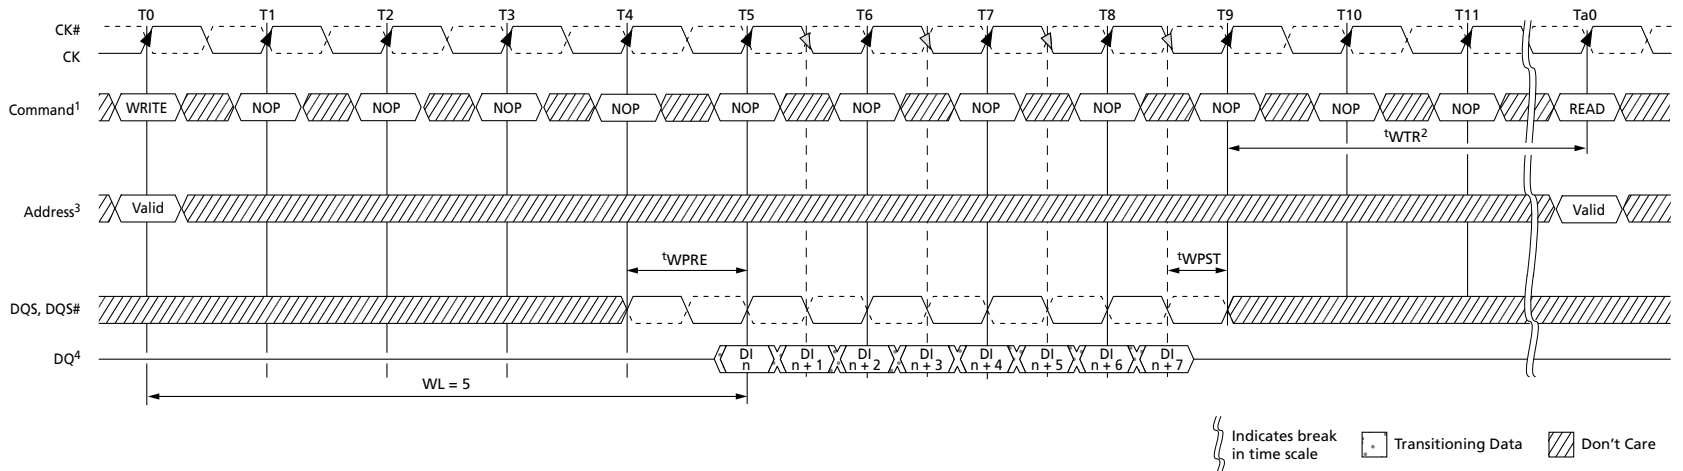 T0 T1 T2 T3 T4 T5 T6 T7 T8 T9 T10 T11 Ta0
CK#
CK
Command¹ WRITE NOP NOP NOP NOP NOP NOP NOP NOP NOP NOP NOP READ
ᵗWTR²
Address³ Valid Valid
ᵗWPRE ᵗWPST
DQS, DQS#
DQ⁴ DI n DI n + 1 DI n + 2 DI n + 3 DI n + 4 DI n + 5 DI n + 6 DI n + 7
WL = 5
Indicates break
in time scale
Transitioning Data
Don't Care